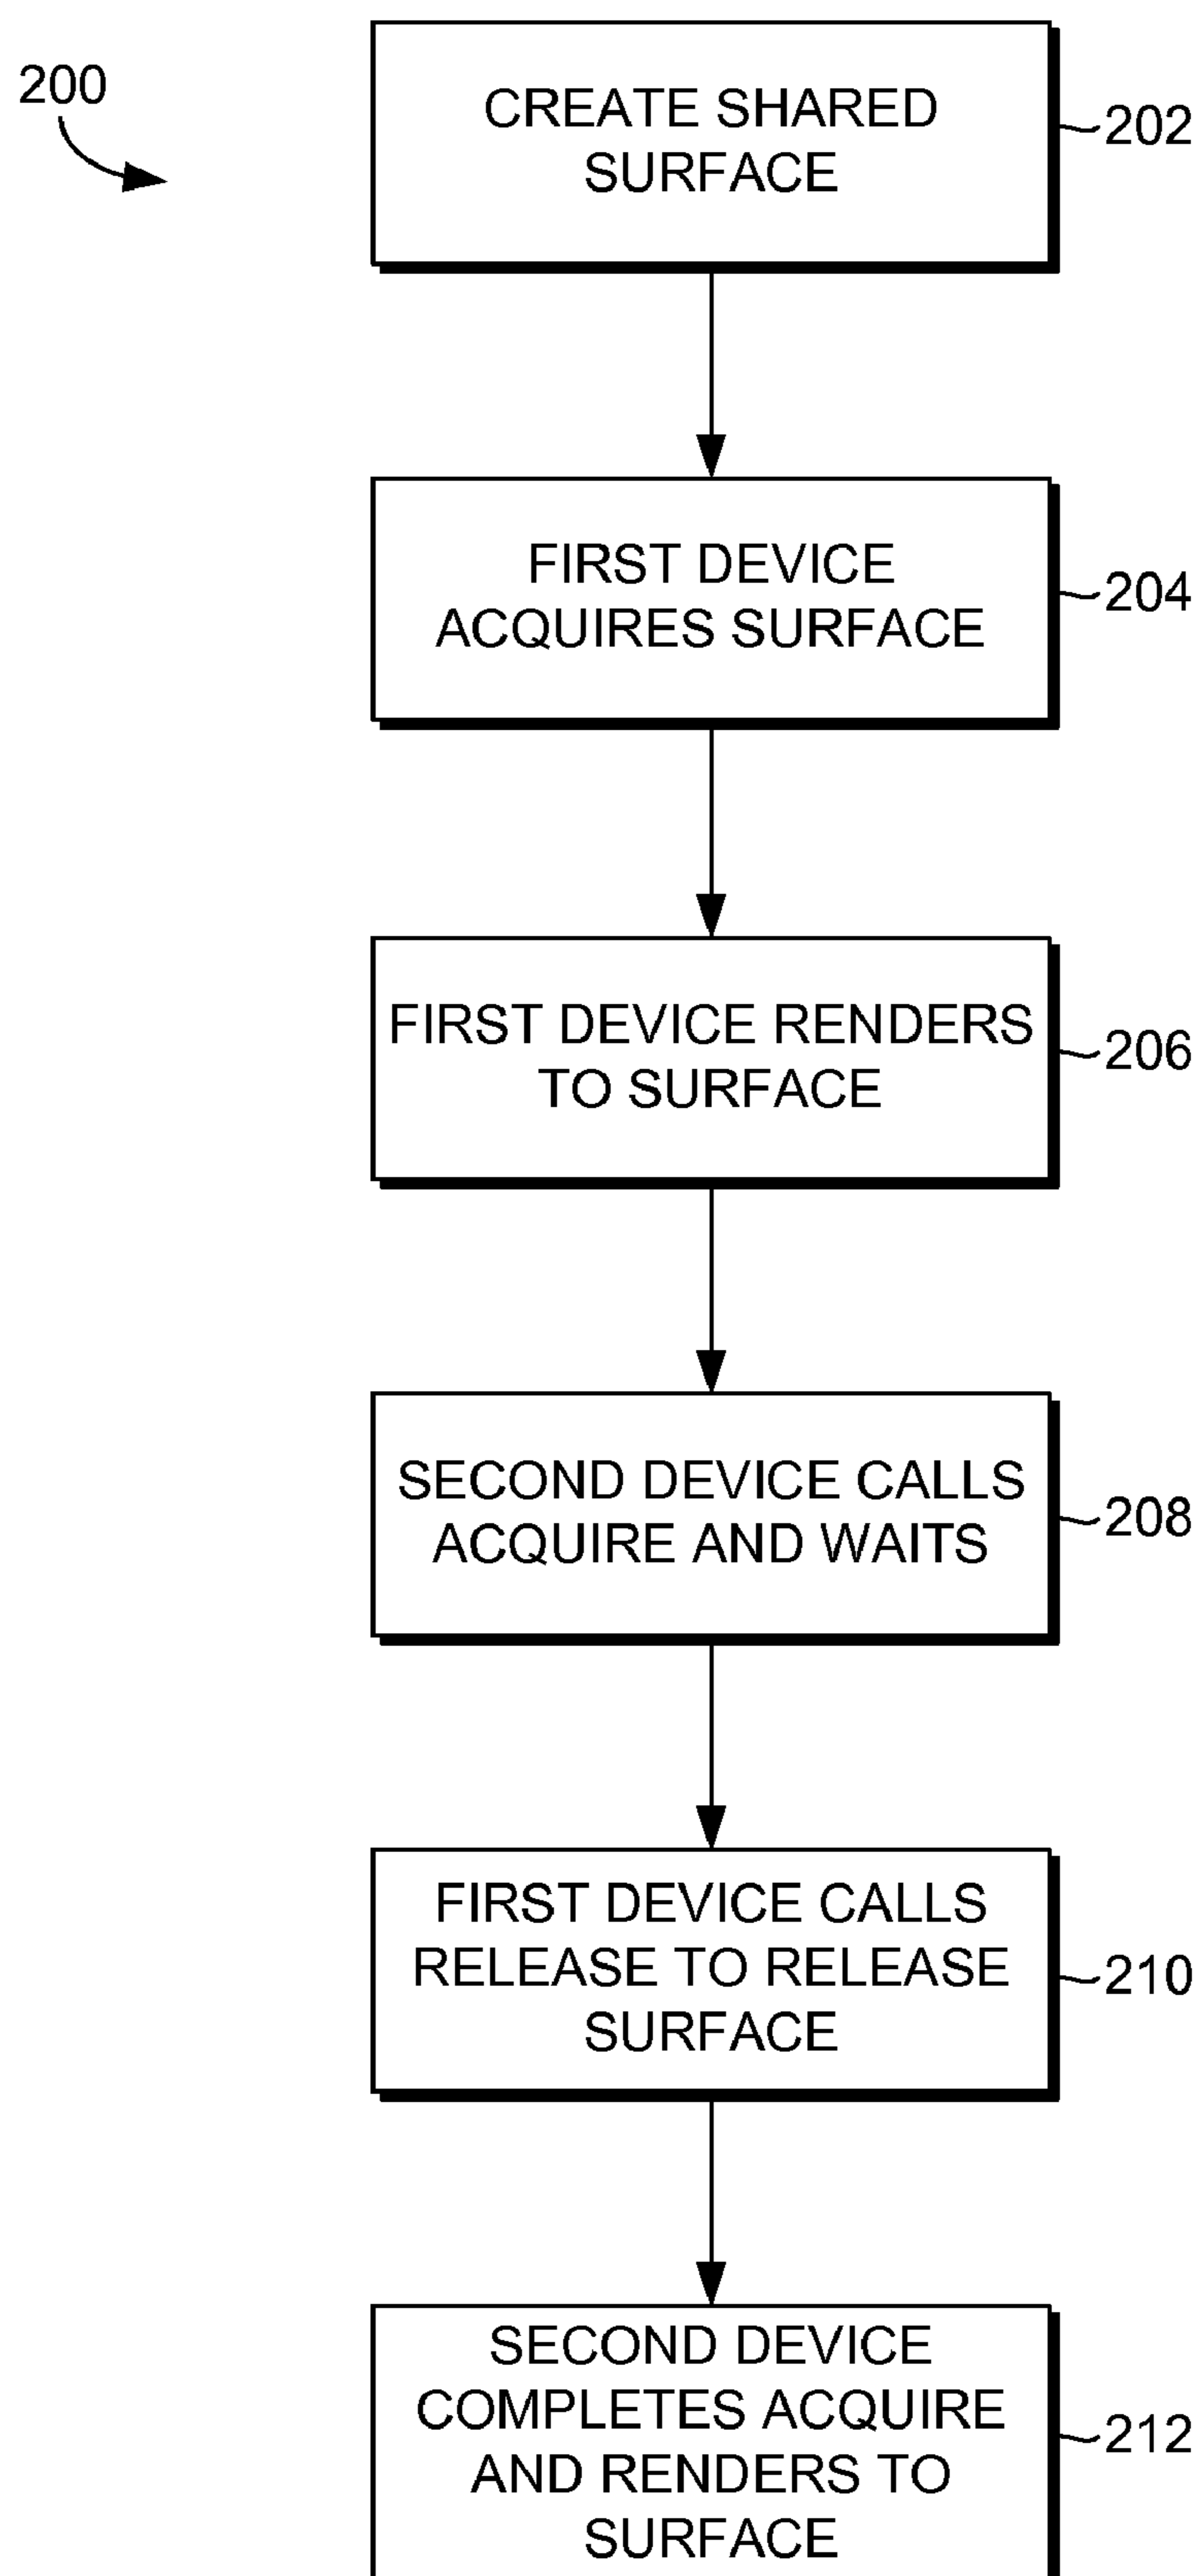 200
CREATE SHARED
SURFACE
202
FIRST DEVICE
ACQUIRES SURFACE
204
FIRST DEVICE RENDERS
TO SURFACE
206
SECOND DEVICE CALLS
ACQUIRE AND WAITS
208
FIRST DEVICE CALLS
RELEASE TO RELEASE
SURFACE
210
SECOND DEVICE
COMPLETES ACQUIRE
AND RENDERS TO
SURFACE
212